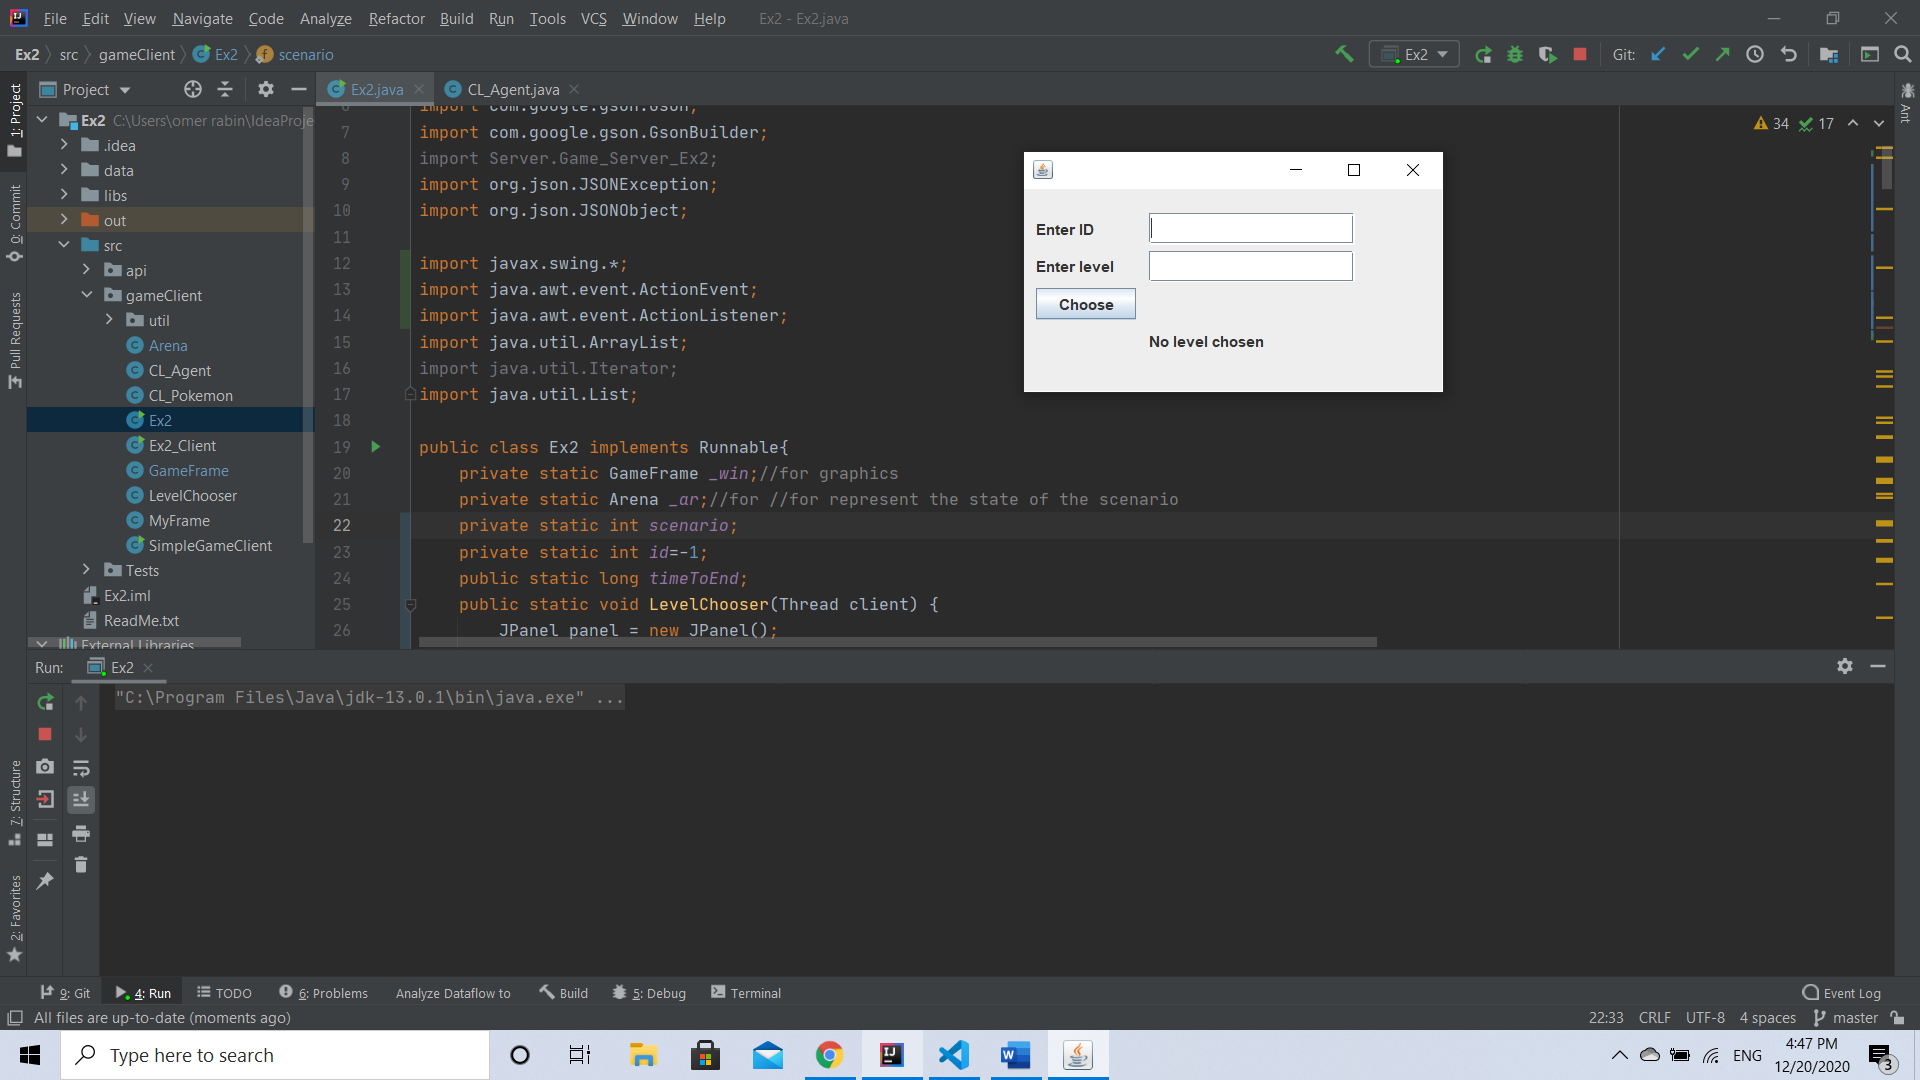 File Edit View Navigate Code Analyze Refactor Build Run Tools VCS Window Help Ex2 - Ex2.java
Ex2 src gameClient Ex2 scenario
Ex2 Git:
Project
Ex2.java CL_Agent.java
1: Project
0: Commit
Pull Requests
7: Structure
2: Favorites
Ant
Ex2 C:\Users\omer rabin\IdeaProje
.idea
data
libs
out
src
api
gameClient
util
Arena
CL_Agent
CL_Pokemon
Ex2
Ex2_Client
GameFrame
LevelChooser
MyFrame
SimpleGameClient
Tests
Ex2.iml
ReadMe.txt
External Libraries
34 17
6 import com.google.gson.Gson;
7 import com.google.gson.GsonBuilder;
8 import Server.Game_Server_Ex2;
9 import org.json.JSONException;
10 import org.json.JSONObject;
11
12 import javax.swing.*;
13 import java.awt.event.ActionEvent;
14 import java.awt.event.ActionListener;
15 import java.util.ArrayList;
16 import java.util.Iterator;
17 import java.util.List;
18
19 public class Ex2 implements Runnable{
20 private static GameFrame _win;//for graphics
21 private static Arena _ar;//for //for represent the state of the scenario
22 private static int scenario;
23 private static int id=-1;
24 public static long timeToEnd;
25 public static void LevelChooser(Thread client) {
26 JPanel panel = new JPanel();
Enter ID
Enter level
Choose
No level chosen
Run: Ex2
"C:\Program Files\Java\jdk-13.0.1\bin\java.exe" ...
9: Git 4: Run TODO 6: Problems Analyze Dataflow to Build 5: Debug Terminal Event Log
All files are up-to-date (moments ago) 22:33 CRLF UTF-8 4 spaces master
Type here to search
ENG
4:47 PM
12/20/2020
3